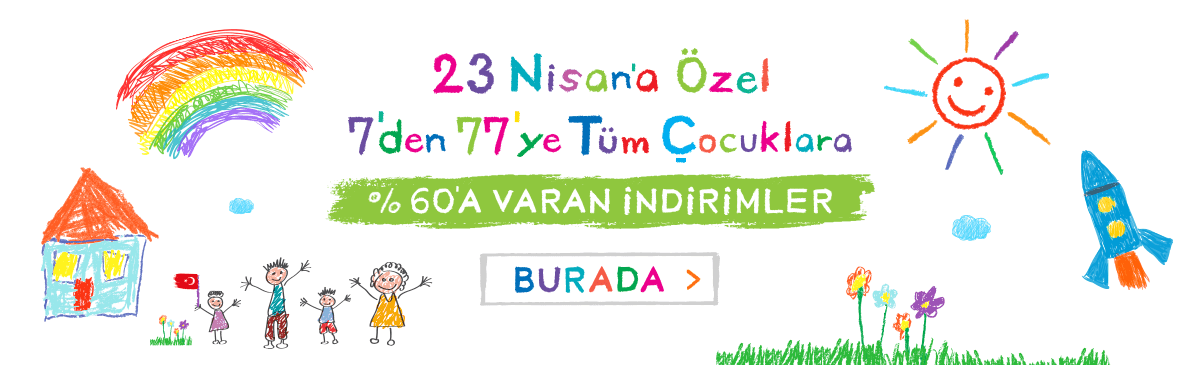 23 Nisan'a Özel
7'den 77'ye Tüm Çocuklara
% 60'A VARAN İNDİRİMLER
BURADA >